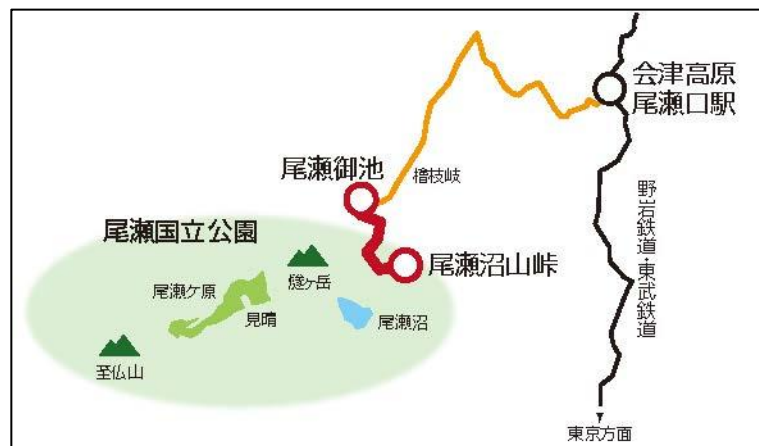 会津高原
尾瀬口駅
尾瀬御池
檜枝岐
野岩鉄道・東武鉄道
尾瀬国立公園
尾瀬沼山峠
燧ヶ岳
尾瀬ケ原
見晴
尾瀬沼
至仏山
東京方面